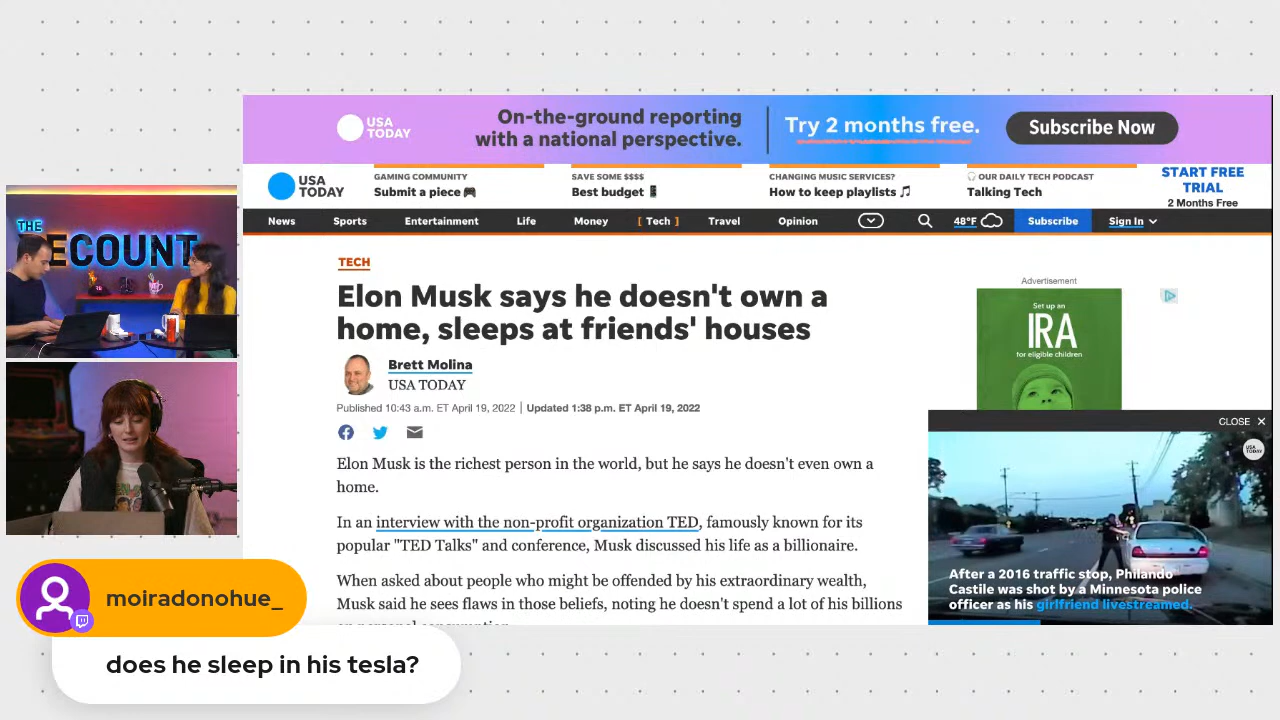 On-the-ground reporting
with a national perspective.
Try 2 months free.
Subscribe Now
USA
TODAY
USA
TODAY
GAMING COMMUNITY
Submit a piece 🎮
SAVE SOME $$$$
Best budget 📱
CHANGING MUSIC SERVICES?
How to keep playlists 🎵
🎧 OUR DAILY TECH PODCAST
Talking Tech
START FREE
TRIAL
2 Months Free
News Sports Entertainment Life Money [ Tech ] Travel Opinion 48°F Subscribe Sign In
THE
RECOUNT
TECH
Elon Musk says he doesn't own a
home, sleeps at friends' houses
Brett Molina
USA TODAY
Published 10:43 a.m. ET April 19, 2022 | Updated 1:38 p.m. ET April 19, 2022
Elon Musk is the richest person in the world, but he says he doesn't even own a
home.
In an interview with the non-profit organization TED, famously known for its
popular "TED Talks" and conference, Musk discussed his life as a billionaire.
When asked about people who might be offended by his extraordinary wealth,
Musk said he sees flaws in those beliefs, noting he doesn't spend a lot of his billions
Advertisement
Set up an
IRA
for eligible children
CLOSE X
USA
TODAY
After a 2016 traffic stop, Philando
Castile was shot by a Minnesota police
officer as his girlfriend livestreamed.
moiradonohue_
does he sleep in his tesla?